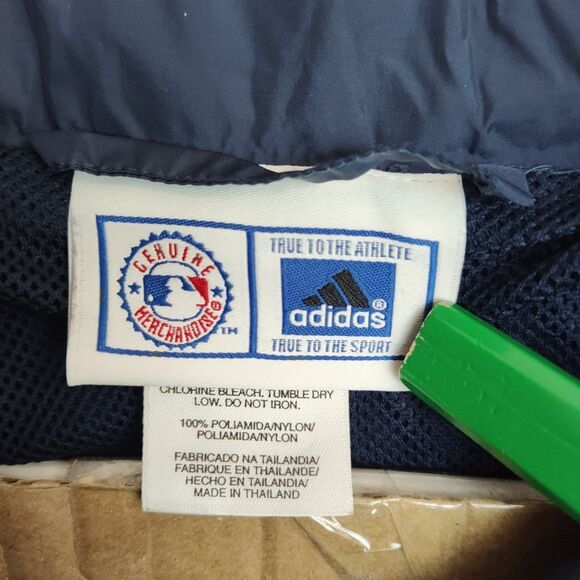 GENUINE
MERCHANDISE®
TM
TRUE TO THE ATHLETE
adidas®
TRUE TO THE SPORT
CHLORINE BLEACH. TUMBLE DRY
LOW. DO NOT IRON.
100% POLIAMIDA/NYLON/
POLIAMIDA/NYLON
FABRICADO NA TAILANDIA/
FABRIQUE EN THAILANDE/
HECHO EN TAILANDIA/
MADE IN THAILAND